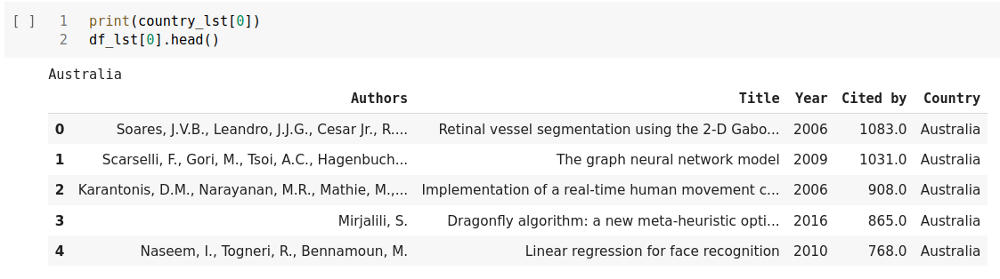 [ ] 1 print(country_lst[0])
2 df_lst[0].head()
Australia
Authors Title Year Cited by Country
0 Soares, J.V.B., Leandro, J.J.G., Cesar Jr., R.... Retinal vessel segmentation using the 2-D Gabo... 2006 1083.0 Australia
1 Scarselli, F., Gori, M., Tsoi, A.C., Hagenbuch... The graph neural network model 2009 1031.0 Australia
2 Karantonis, D.M., Narayanan, M.R., Mathie, M.,... Implementation of a real-time human movement c... 2006 908.0 Australia
3 Mirjalili, S. Dragonfly algorithm: a new meta-heuristic opti... 2016 865.0 Australia
4 Naseem, I., Togneri, R., Bennamoun, M. Linear regression for face recognition 2010 768.0 Australia